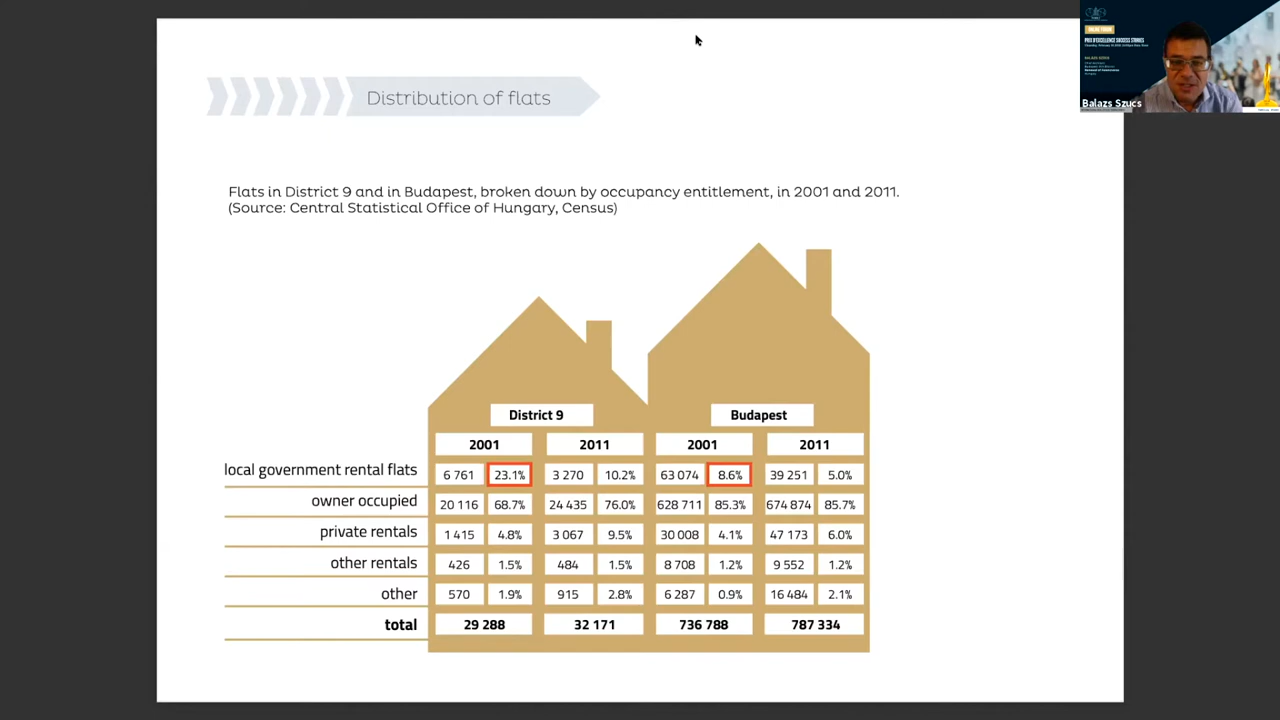 Distribution of flats
Flats in District 9 and in Budapest, broken down by occupancy entitlement, in 2001 and 2011.
(Source: Central Statistical Office of Hungary, Census)
District 9 Budapest
2001 2011 2001 2011
local government rental flats 6 761 23.1% 3 270 10.2% 63 074 8.6% 39 251 5.0%
owner occupied 20 116 68.7% 24 435 76.0% 628 711 85.3% 674 874 85.7%
private rentals 1 415 4.8% 3 067 9.5% 30 008 4.1% 47 173 6.0%
other rentals 426 1.5% 484 1.5% 8 708 1.2% 9 552 1.2%
other 570 1.9% 915 2.8% 6 287 0.9% 16 484 2.1%
total 29 288 32 171 736 788 787 334
PRIX D'EXCELLENCE SUCCESS STORIES
BALAZS SZUCS
Balazs Szucs